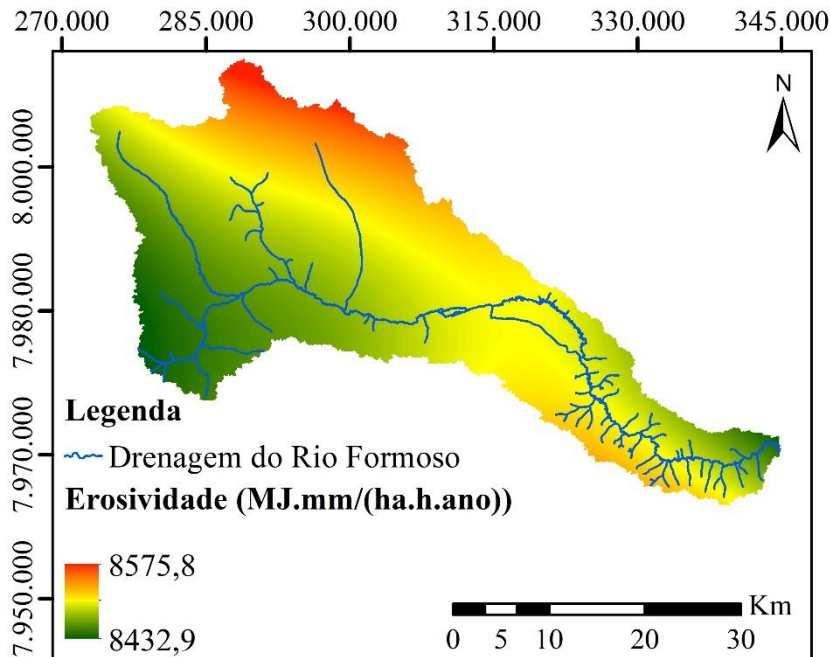 270.000 285.000 300.000 315.000 330.000 345.000
N
8.000.000
7.980.000
7.970.000
7.950.000
Legenda
Drenagem do Rio Formoso
Erosividade (MJ.mm/(ha.h.ano))
8575,8
8432,9
Km
0 5 10 20 30